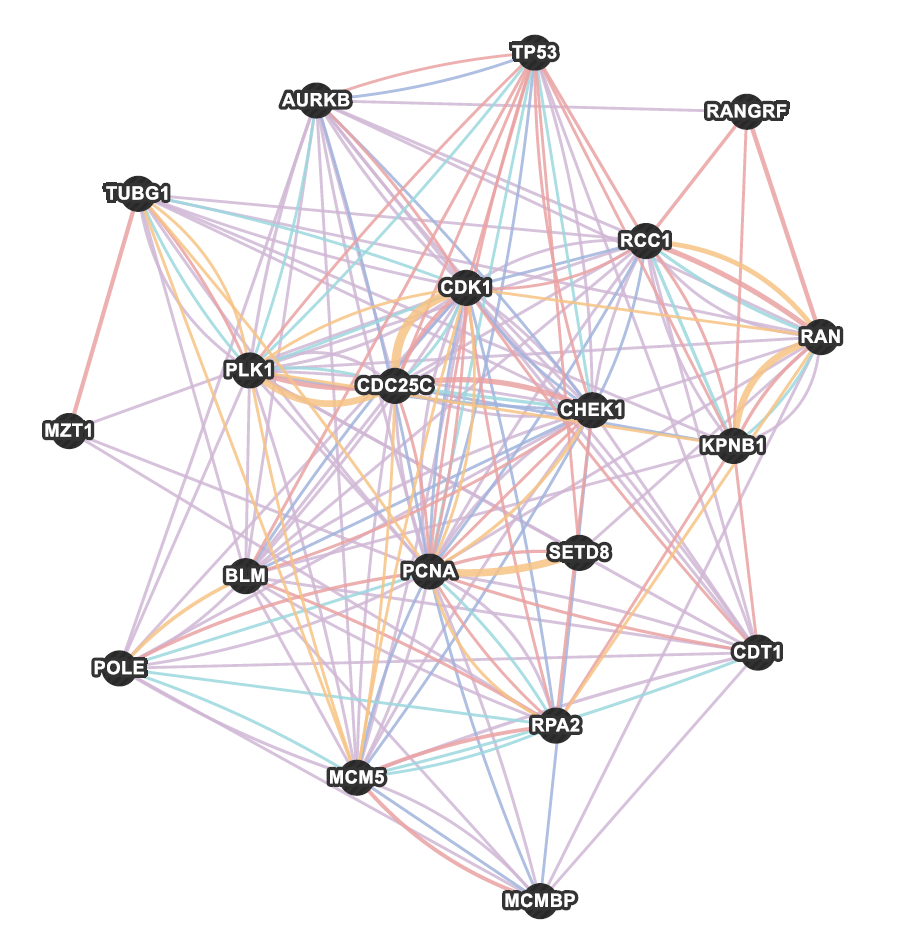 TP53
AURKB
RANGRF
TUBG1
RCC1
CDK1
RAN
PLK1
CDC25C
CHEK1
MZT1
KPNB1
SETD8
PCNA
BLM
CDT1
POLE
RPA2
MCM5
MCMBP